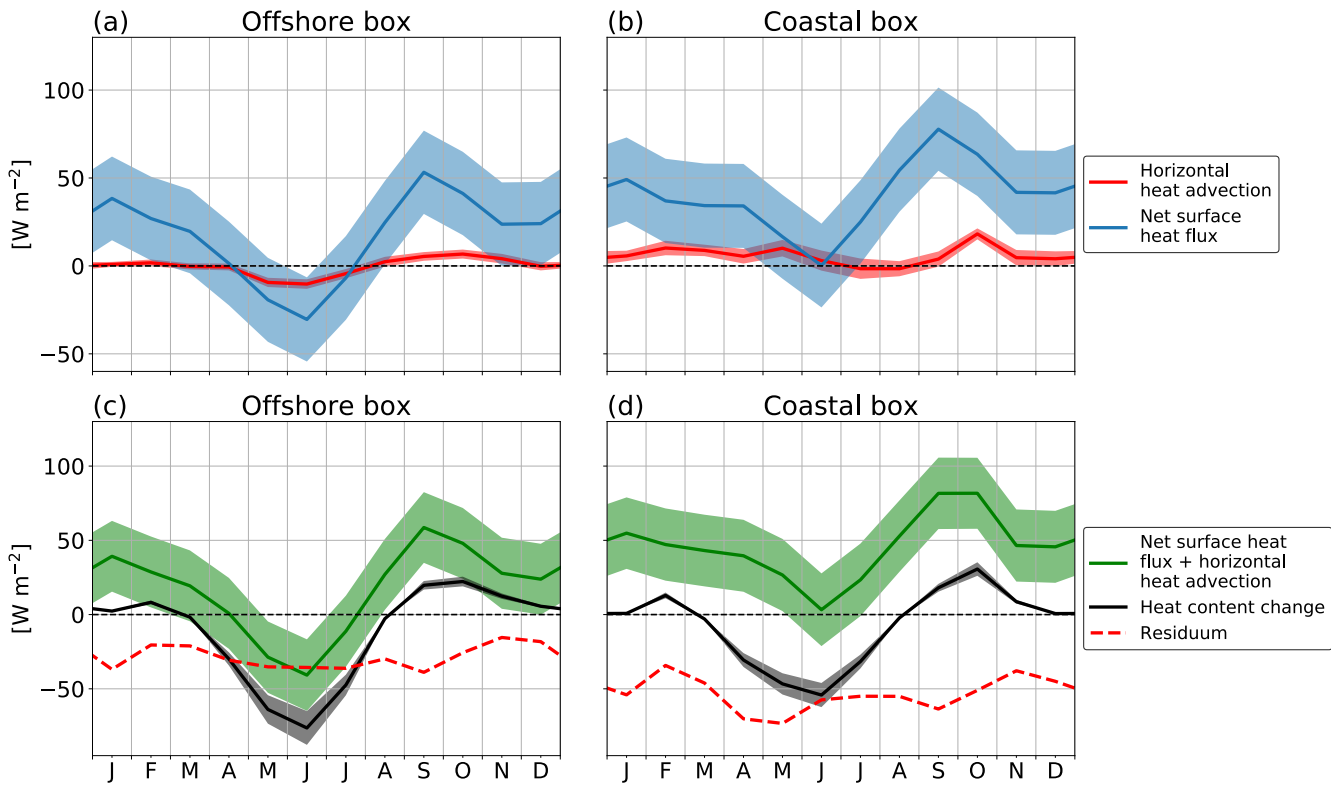 (a) Offshore box
(b) Coastal box
[W m⁻²]
100
50
0
−50
Horizontal
heat advection
Net surface
heat flux
(c) Offshore box
(d) Coastal box
[W m⁻²]
100
50
0
−50
Net surface heat
flux + horizontal
heat advection
Heat content change
Residuum
J F M A M J J A S O N D
J F M A M J J A S O N D